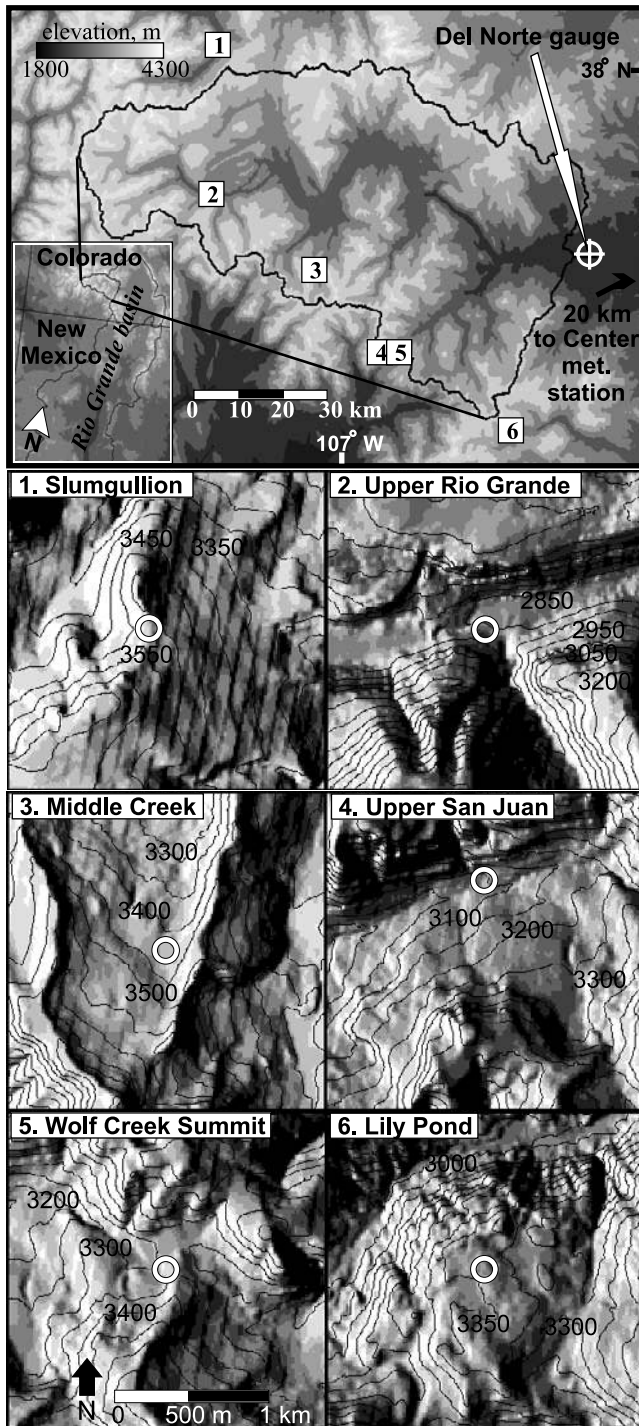 elevation, m
1800 4300
Del Norte gauge
38° N
1
2
3
4 5
6
Colorado
New
Mexico
Rio Grande basin
N
0 10 20 30 km
107° W
20 km
to Center
met.
station
1. Slumgullion
3450
3350
3550
2. Upper Rio Grande
2850
2950
3050
3200
3. Middle Creek
3300
3400
3500
4. Upper San Juan
3100
3200
3300
5. Wolf Creek Summit
3200
3300
3400
N
0 500 m 1 km
6. Lily Pond
3000
3350
3300